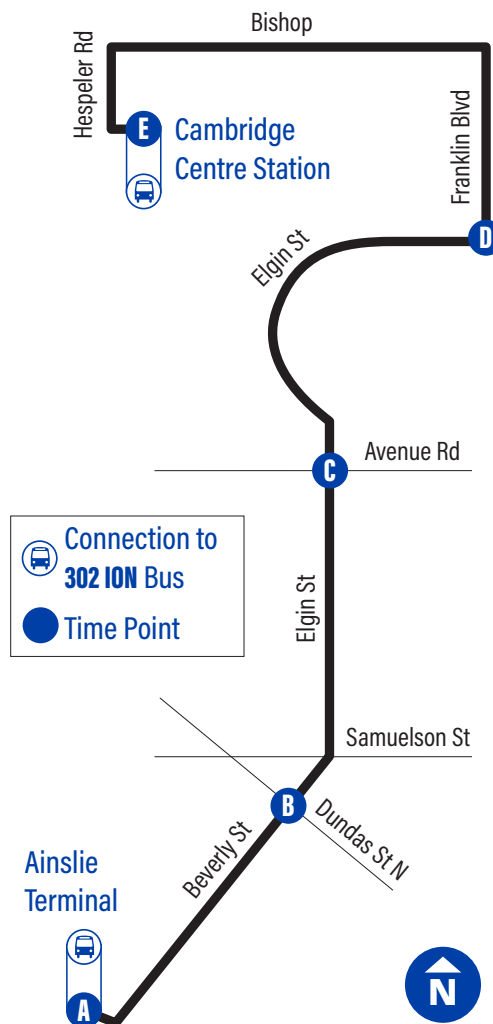 Bishop
Hespeler Rd
E
Cambridge
Centre Station
Franklin Blvd
D
Elgin St
Avenue Rd
C
Connection to
302 ION Bus
Time Point
Elgin St
Samuelson St
B
Dundas St N
Beverly St
Ainslie
Terminal
A
N